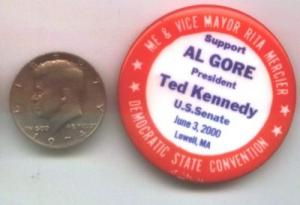 ME & VICE MAYOR RITA MERCIER
Support
AL GORE
President
Ted Kennedy
U.S. Senate
June 3, 2000
Lowell, MA
DEMOCRATIC STATE CONVENTION